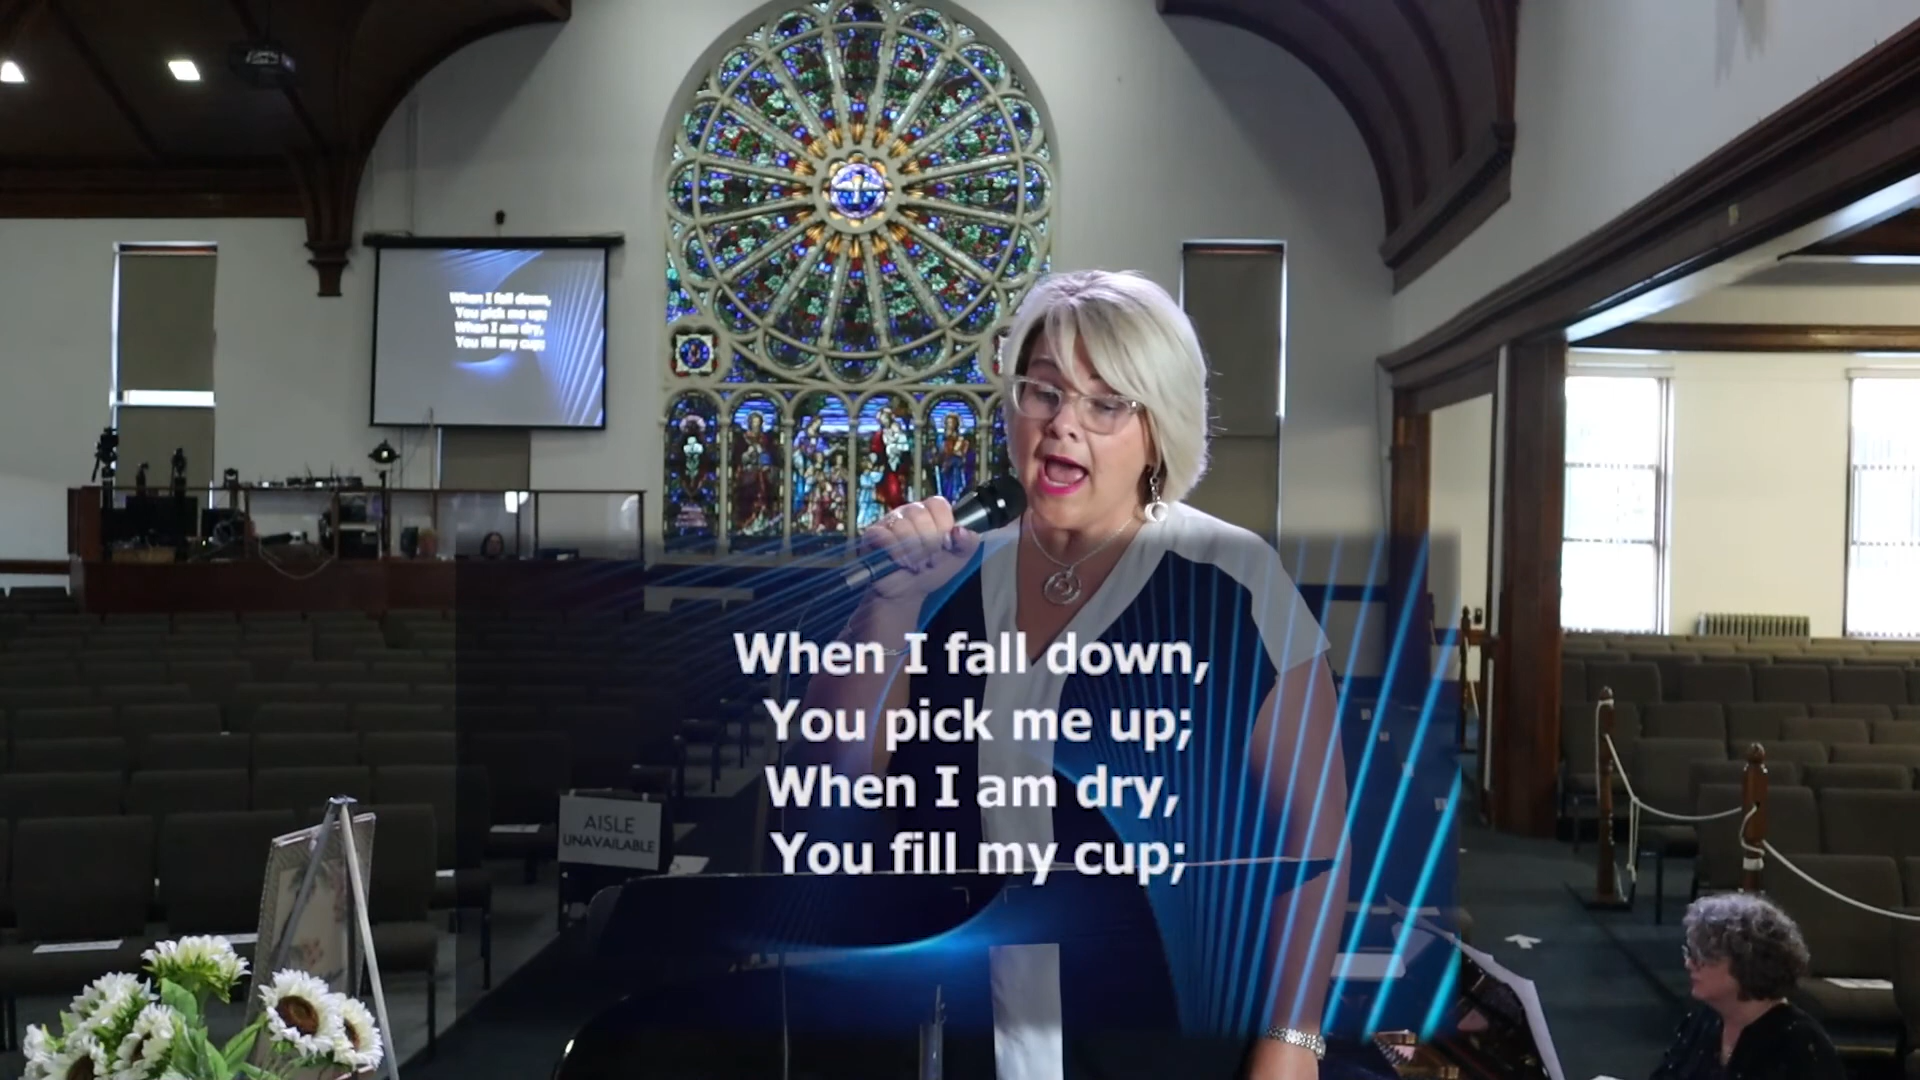 When I fall down,
You pick me up;
When I am dry,
You fill my cup;
When I fall down,
You pick me up;
When I am dry,
You fill my cup;
AISLE
UNAVAILABLE